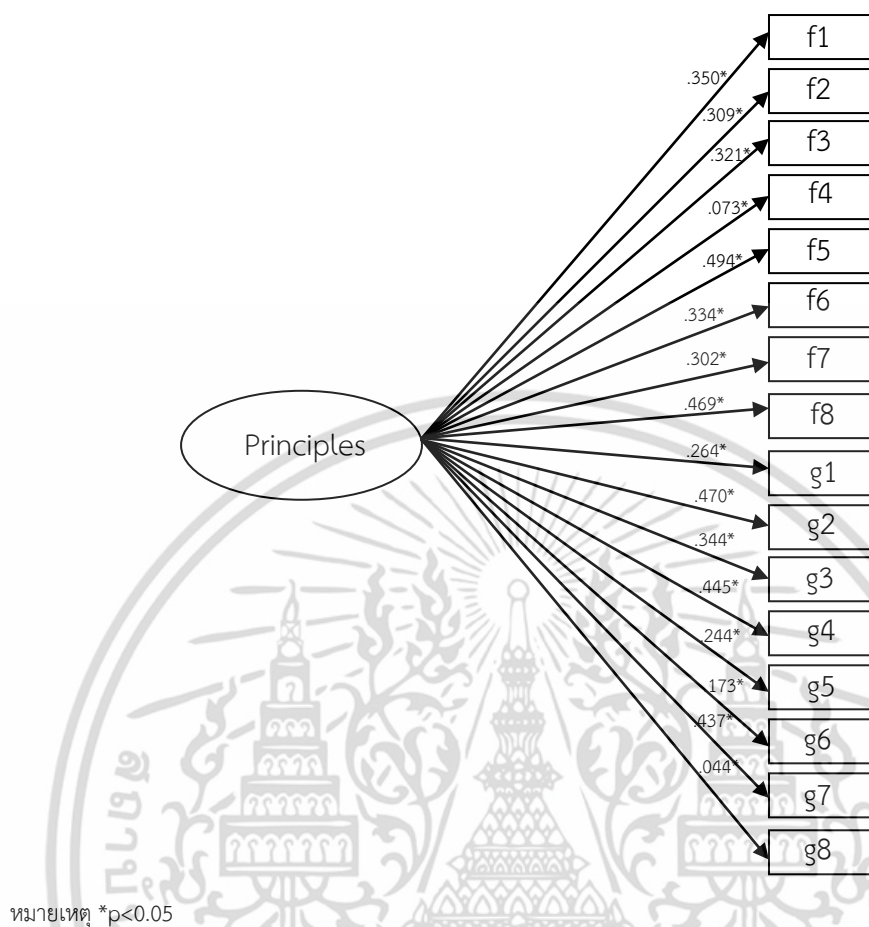 f1
.350*
f2
.309*
f3
.321*
f4
.073*
f5
.494*
f6
.334*
f7
.302*
f8
.469*
Principles
g1
.264*
g2
.470*
g3
.344*
g4
.445*
g5
.244*
g6
.173*
g7
.437*
g8
.044*
หมายเหตุ *p<0.05